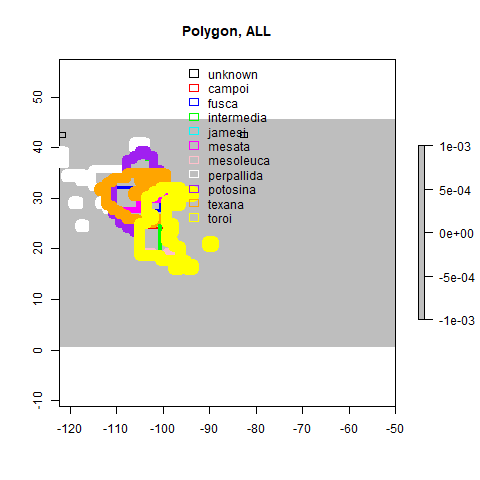 Polygon, ALL
unknown
campoi
fusca
intermedia
jamesi
mesata
mesoleuca
perpallida
potosina
texana
toroi
50
40
30
20
10
0
-10
-120
-110
-100
-90
-80
-70
-60
-50
1e-03
5e-04
0e+00
-5e-04
-1e-03